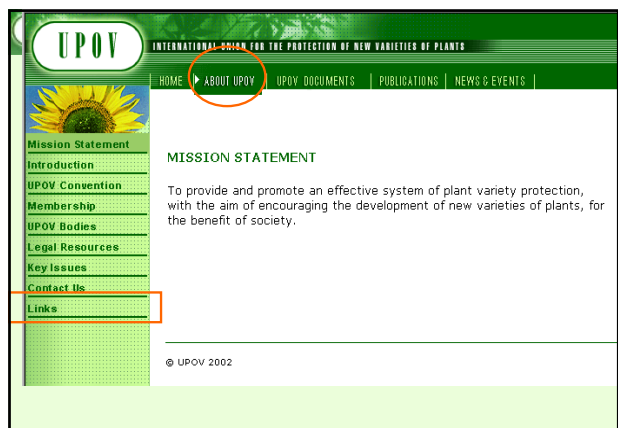 UPOV
INTERNATIONAL UNION FOR THE PROTECTION OF NEW VARIETIES OF PLANTS
HOME | ABOUT UPOV | UPOV DOCUMENTS | PUBLICATIONS | NEWS & EVENTS |
Mission Statement
Introduction
UPOV Convention
Membership
UPOV Bodies
Legal Resources
Key Issues
Contact Us
Links
MISSION STATEMENT
To provide and promote an effective system of plant variety protection,
with the aim of encouraging the development of new varieties of plants, for
the benefit of society.
© UPOV 2002